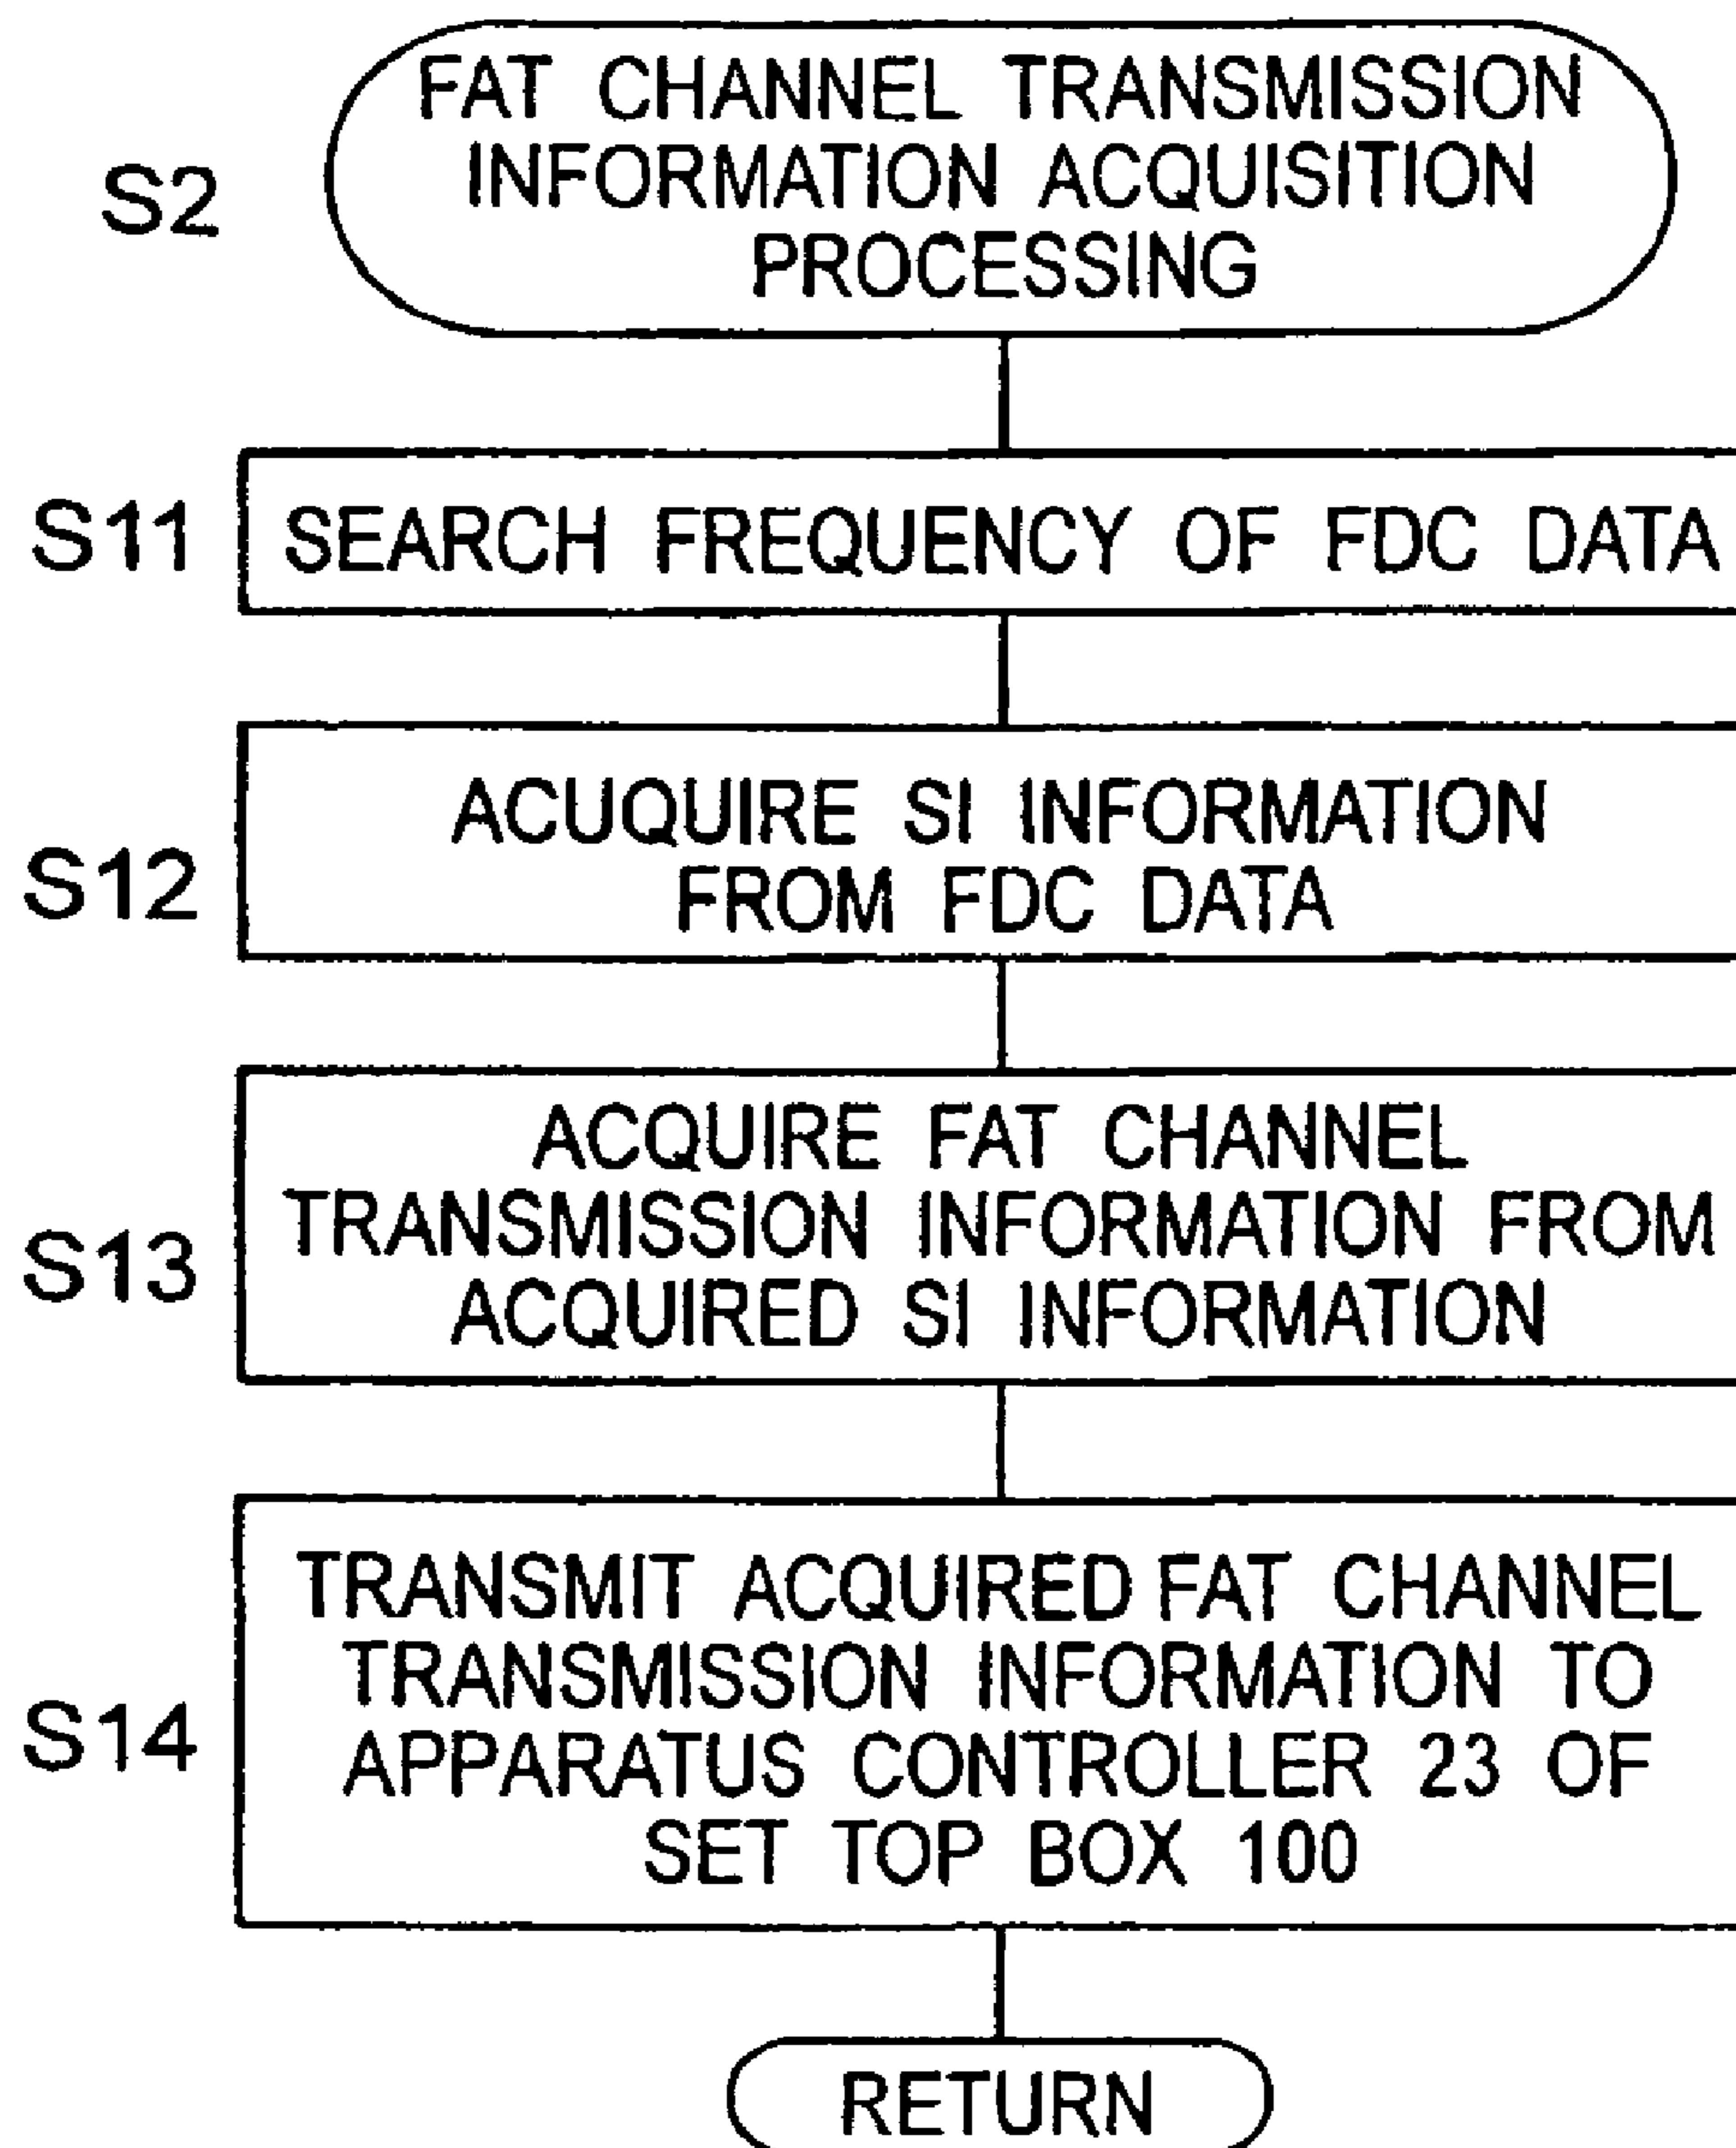 FAT CHANNEL TRANSMISSION
INFORMATION ACQUISITION
PROCESSING
S2
S11
SEARCH FREQUENCY OF FDC DATA
S12
ACUQUIRE SI INFORMATION
FROM FDC DATA
S13
ACQUIRE FAT CHANNEL
TRANSMISSION INFORMATION FROM
ACQUIRED SI INFORMATION
S14
TRANSMIT ACQUIRED FAT CHANNEL
TRANSMISSION INFORMATION TO
APPARATUS CONTROLLER 23 OF
SET TOP BOX 100
RETURN